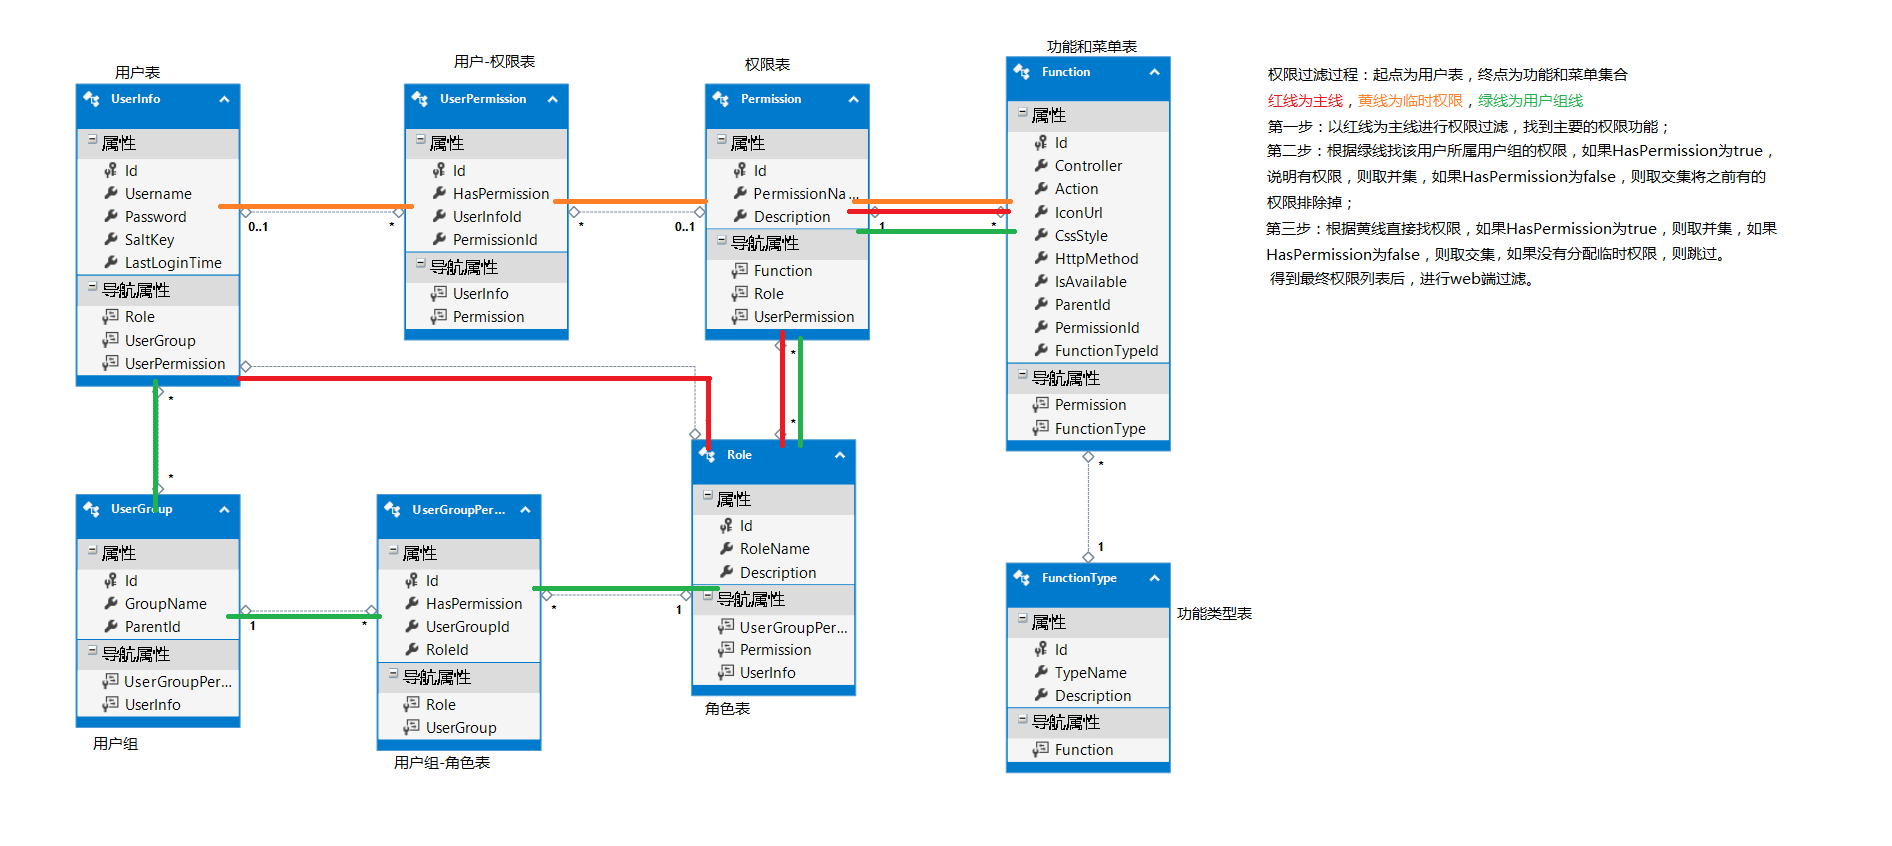 用户表
UserInfo
属性
Id
Username
Password
SaltKey
LastLoginTime
导航属性
Role
UserGroup
UserPermission
用户-权限表
UserPermission
属性
Id
HasPermission
UserInfoId
PermissionId
导航属性
UserInfo
Permission
权限表
Permission
属性
Id
PermissionNa...
Description
导航属性
Function
Role
UserPermission
功能和菜单表
Function
属性
Id
Controller
Action
IconUrl
CssStyle
HttpMethod
IsAvailable
ParentId
PermissionId
FunctionTypeId
导航属性
Permission
FunctionType
0..1
*
*
0..1
1
*
*
*
*
*
权限过滤过程：起点为用户表，终点为功能和菜单集合
红线为主线，黄线为临时权限，绿线为用户组线
第一步：以红线为主线进行权限过滤，找到主要的权限功能；
第二步：根据绿线找该用户所属用户组的权限，如果HasPermission为true，
说明有权限，则取并集，如果HasPermission为false，则取交集将之前有的
权限排除掉；
第三步：根据黄线直接找权限，如果HasPermission为true，则取并集，如果
HasPermission为false，则取交集，如果没有分配临时权限，则跳过。
得到最终权限列表后，进行web端过滤。
UserGroup
属性
Id
GroupName
ParentId
导航属性
UserGroupPer...
UserInfo
用户组
1
*
UserGroupPer...
属性
Id
HasPermission
UserGroupId
RoleId
导航属性
Role
UserGroup
用户组-角色表
*
1
Role
属性
Id
RoleName
Description
导航属性
UserGroupPer...
Permission
UserInfo
角色表
*
1
FunctionType
属性
Id
TypeName
Description
导航属性
Function
功能类型表